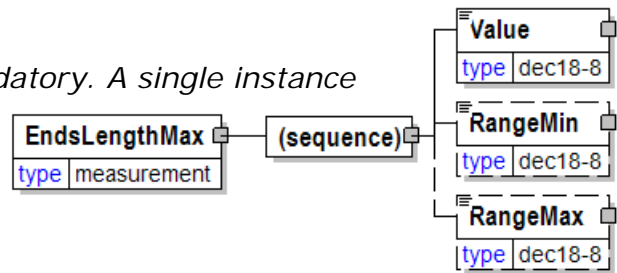 Value
type dec18-8
datory. A single instance
EndsLengthMax
type measurement
(sequence)
RangeMin
type dec18-8
RangeMax
type dec18-8